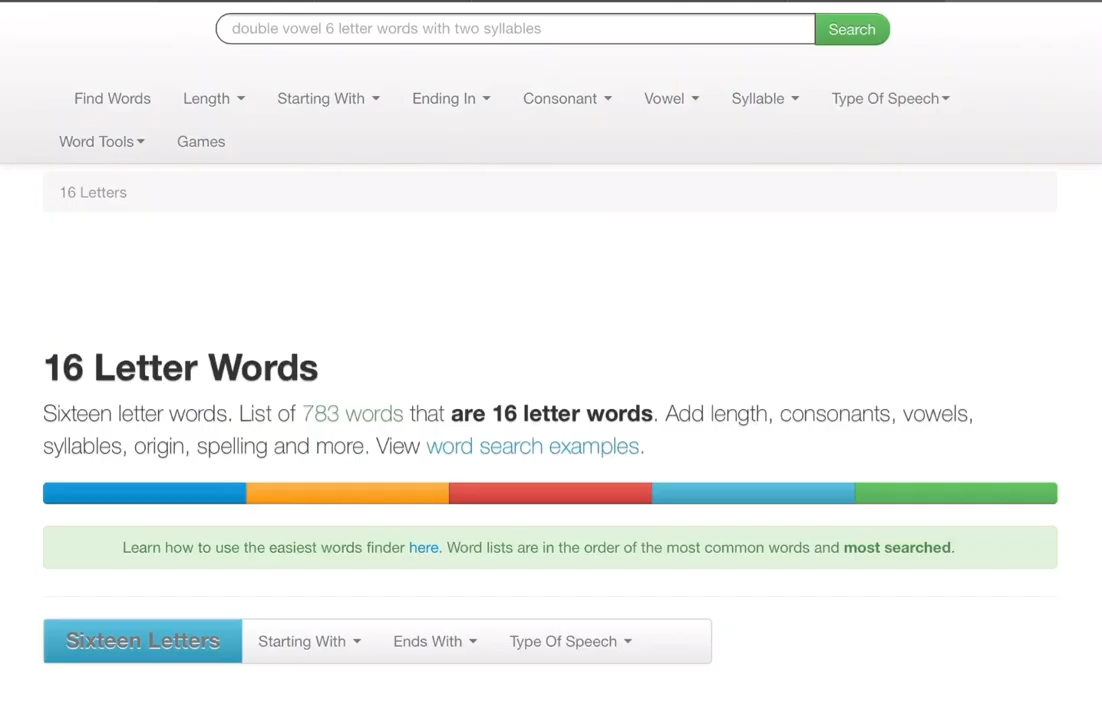 double vowel 6 letter words with two syllables Search
Find Words Length Starting With Ending In Consonant Vowel Syllable Type Of Speech
Word Tools Games
16 Letters
16 Letter Words
Sixteen letter words. List of 783 words that are 16 letter words. Add length, consonants, vowels,
syllables, origin, spelling and more. View word search examples.
Learn how to use the easiest words finder here. Word lists are in the order of the most common words and most searched.
Sixteen Letters Starting With Ends With Type Of Speech